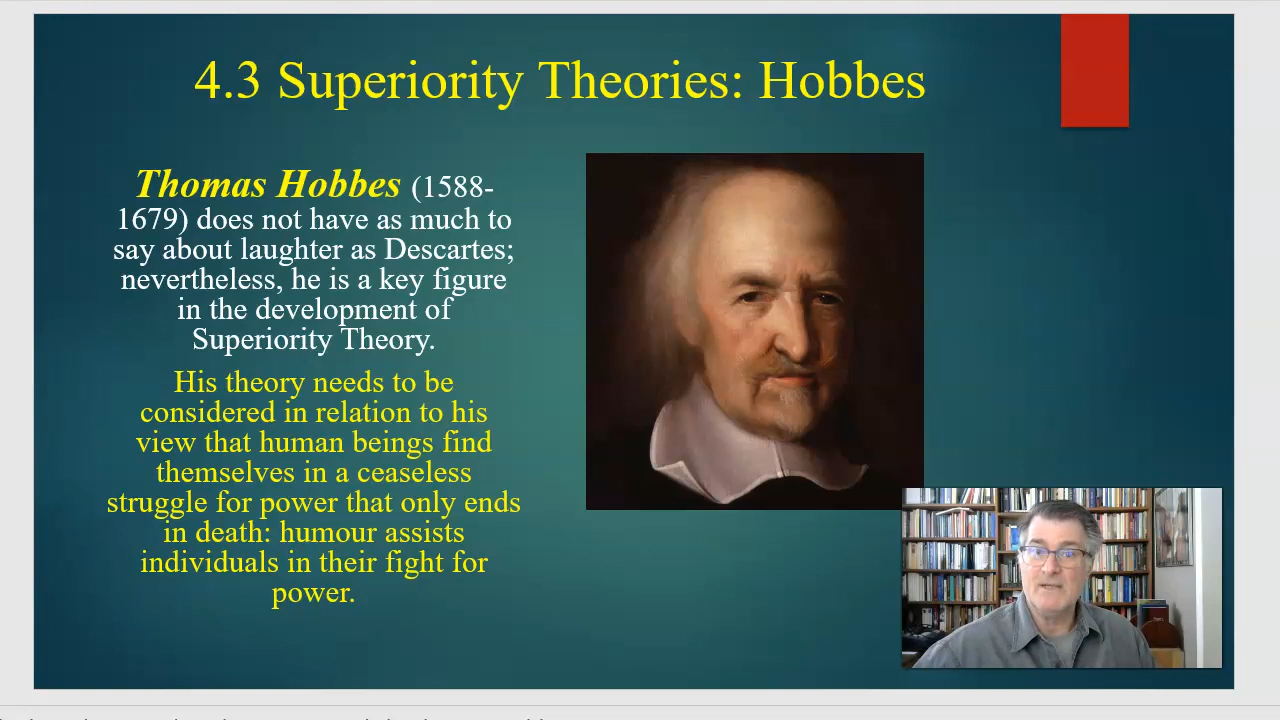 4.3 Superiority Theories: Hobbes
Thomas Hobbes (1588-
1679) does not have as much to
say about laughter as Descartes;
nevertheless, he is a key figure
in the development of
Superiority Theory.
His theory needs to be
considered in relation to his
view that human beings find
themselves in a ceaseless
struggle for power that only ends
in death: humour assists
individuals in their fight for
power.